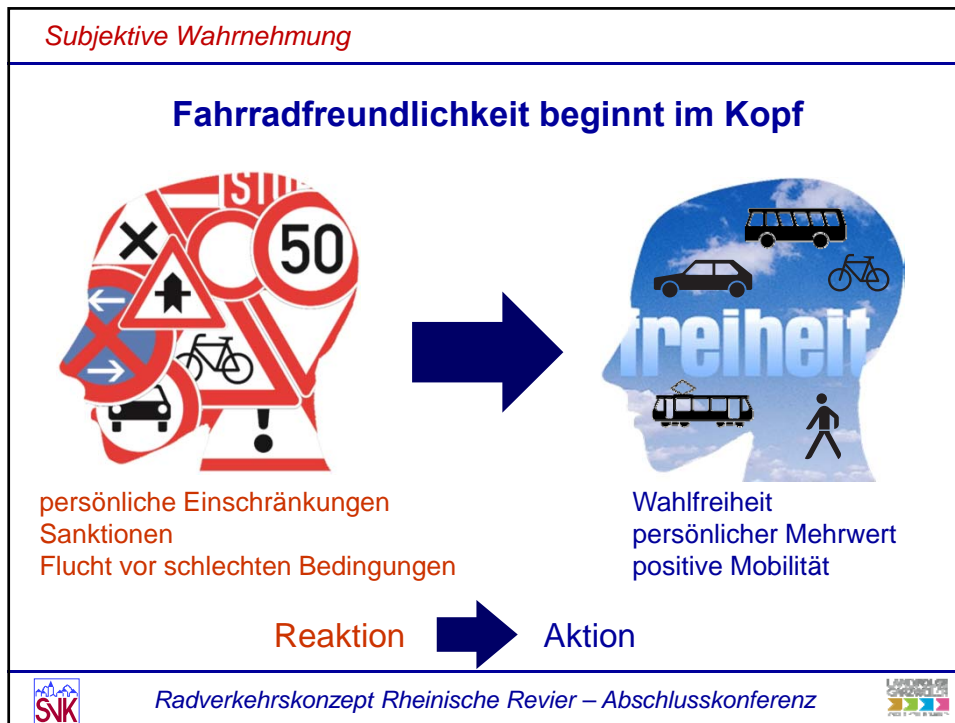 Subjektive Wahrnehmung
Fahrradfreundlichkeit beginnt im Kopf
50
freiheit
persönliche Einschränkungen
Sanktionen
Flucht vor schlechten Bedingungen
Wahlfreiheit
persönlicher Mehrwert
positive Mobilität
Reaktion
Aktion
SVK
Radverkehrskonzept Rheinische Revier – Abschlusskonferenz